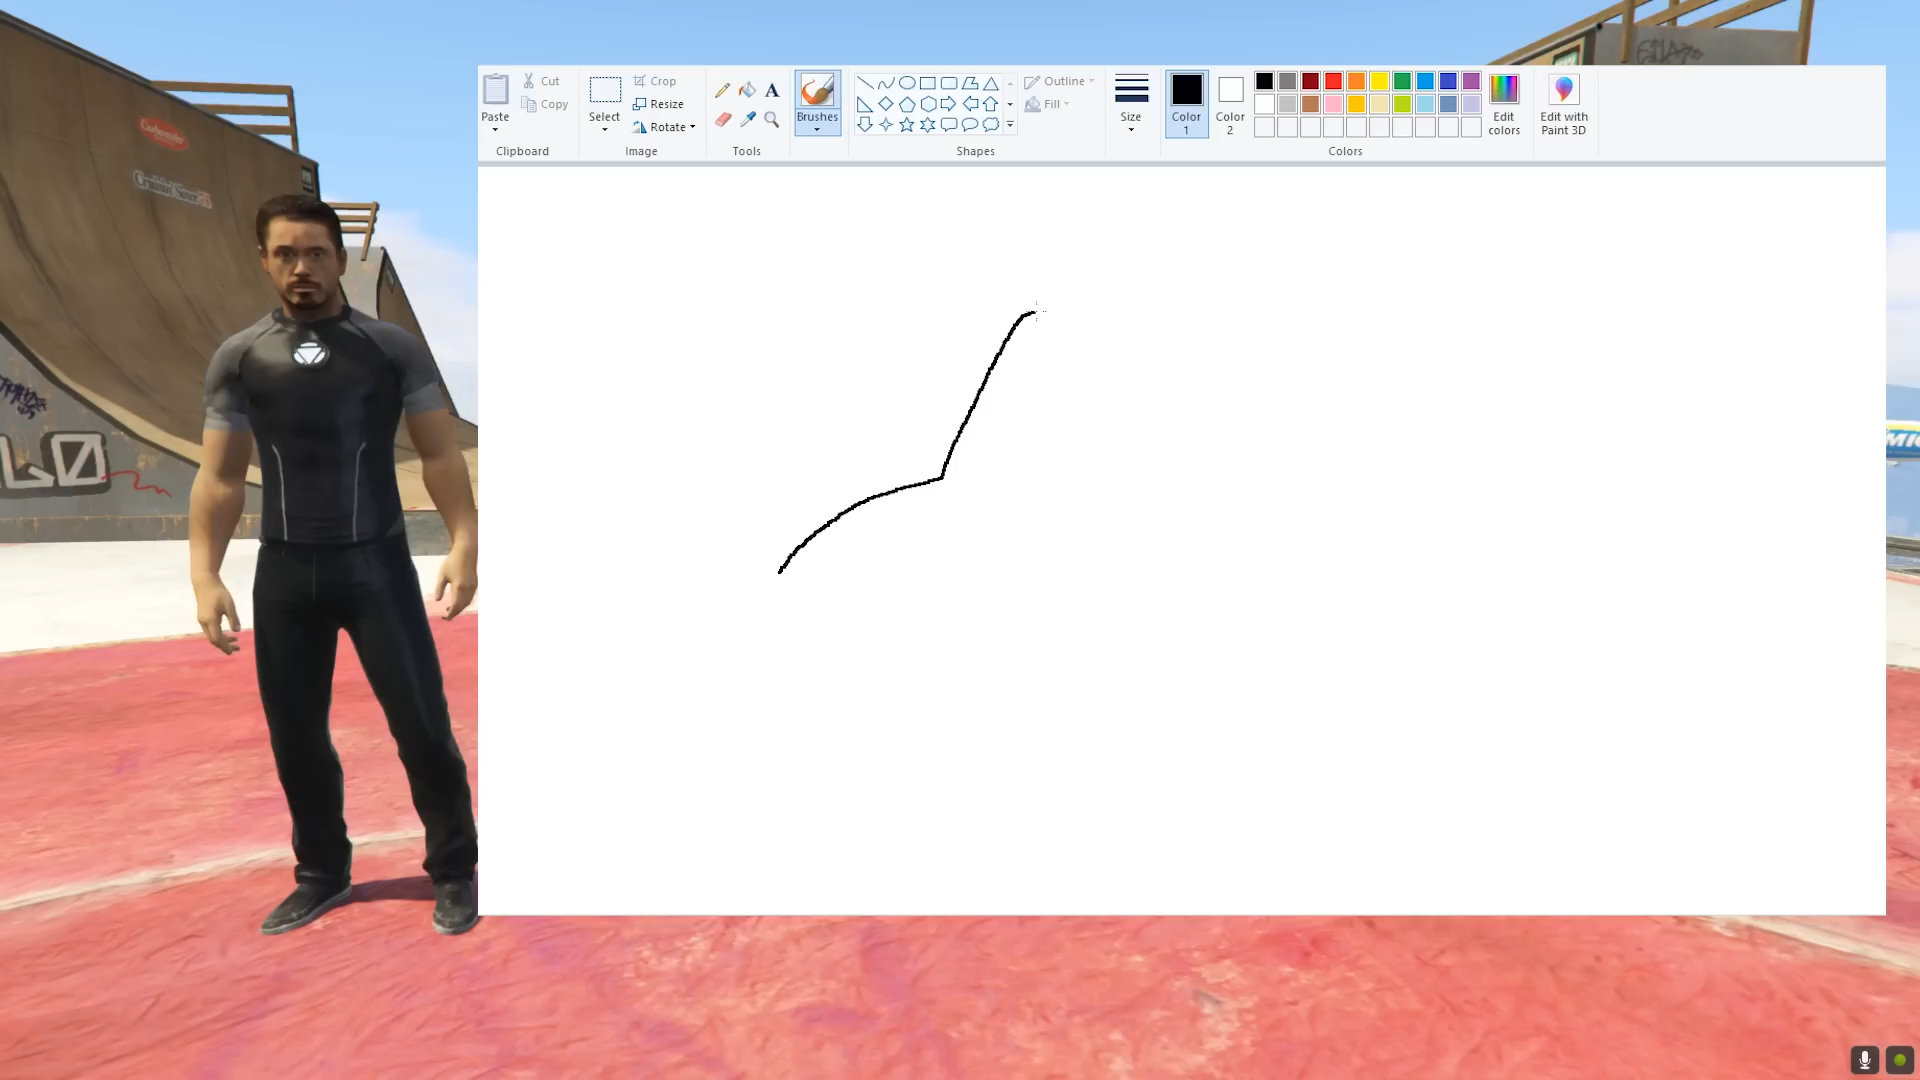 Paste
Cut
Copy
Clipboard
Select
Crop
Resize
Rotate
Image
A
Tools
Brushes
Shapes
Outline
Fill
Size
Color
1
Color
2
Edit
colors
Colors
Edit with
Paint 3D